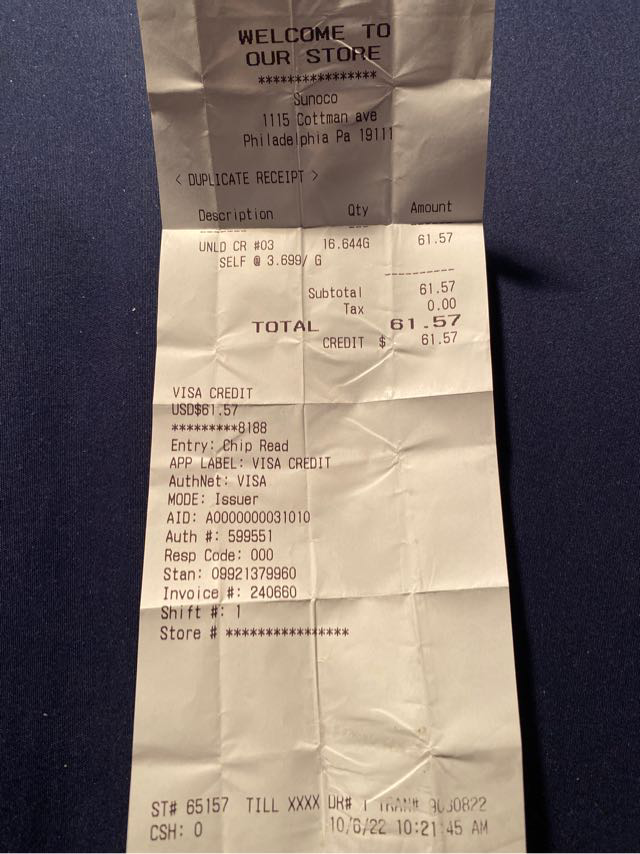 WELCOME TO
OUR STORE
****************
Sunoco
1115 Cottman ave
Philadelphia Pa 19111
< DUPLICATE RECEIPT >
Description Qty Amount
UNLD CR #03 16.644G 61.57
SELF @ 3.699/ G
Subtotal 61.57
Tax 0.00
TOTAL 61.57
CREDIT $ 61.57
VISA CREDIT
USD$61.57
*********8188
Entry: Chip Read
APP LABEL: VISA CREDIT
AuthNet: VISA
MODE: Issuer
AID: A0000000031010
Auth #: 599551
Resp Code: 000
Stan: 09921379960
Invoice #: 240660
Shift #: 1
Store # ****************
ST# 65157 TILL XXXX DR# 1 TRAN#
CSH: 0 10/6/22 10:21:45 AM